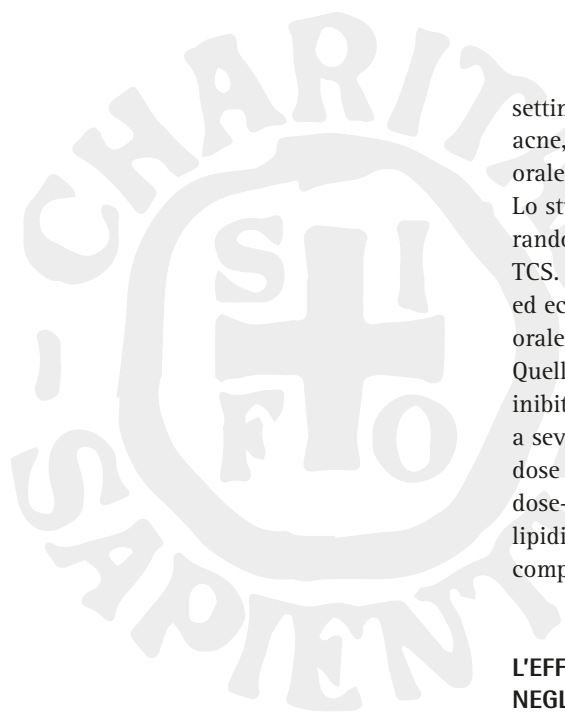 SAPIENT - CHARIT
S I
F O
acne,
orale
Lo st
rando
TCS.
ed ec
orale
Quell
inibit
a sev
dose
dose-
lipidi
comp
L'EFF
NEGL